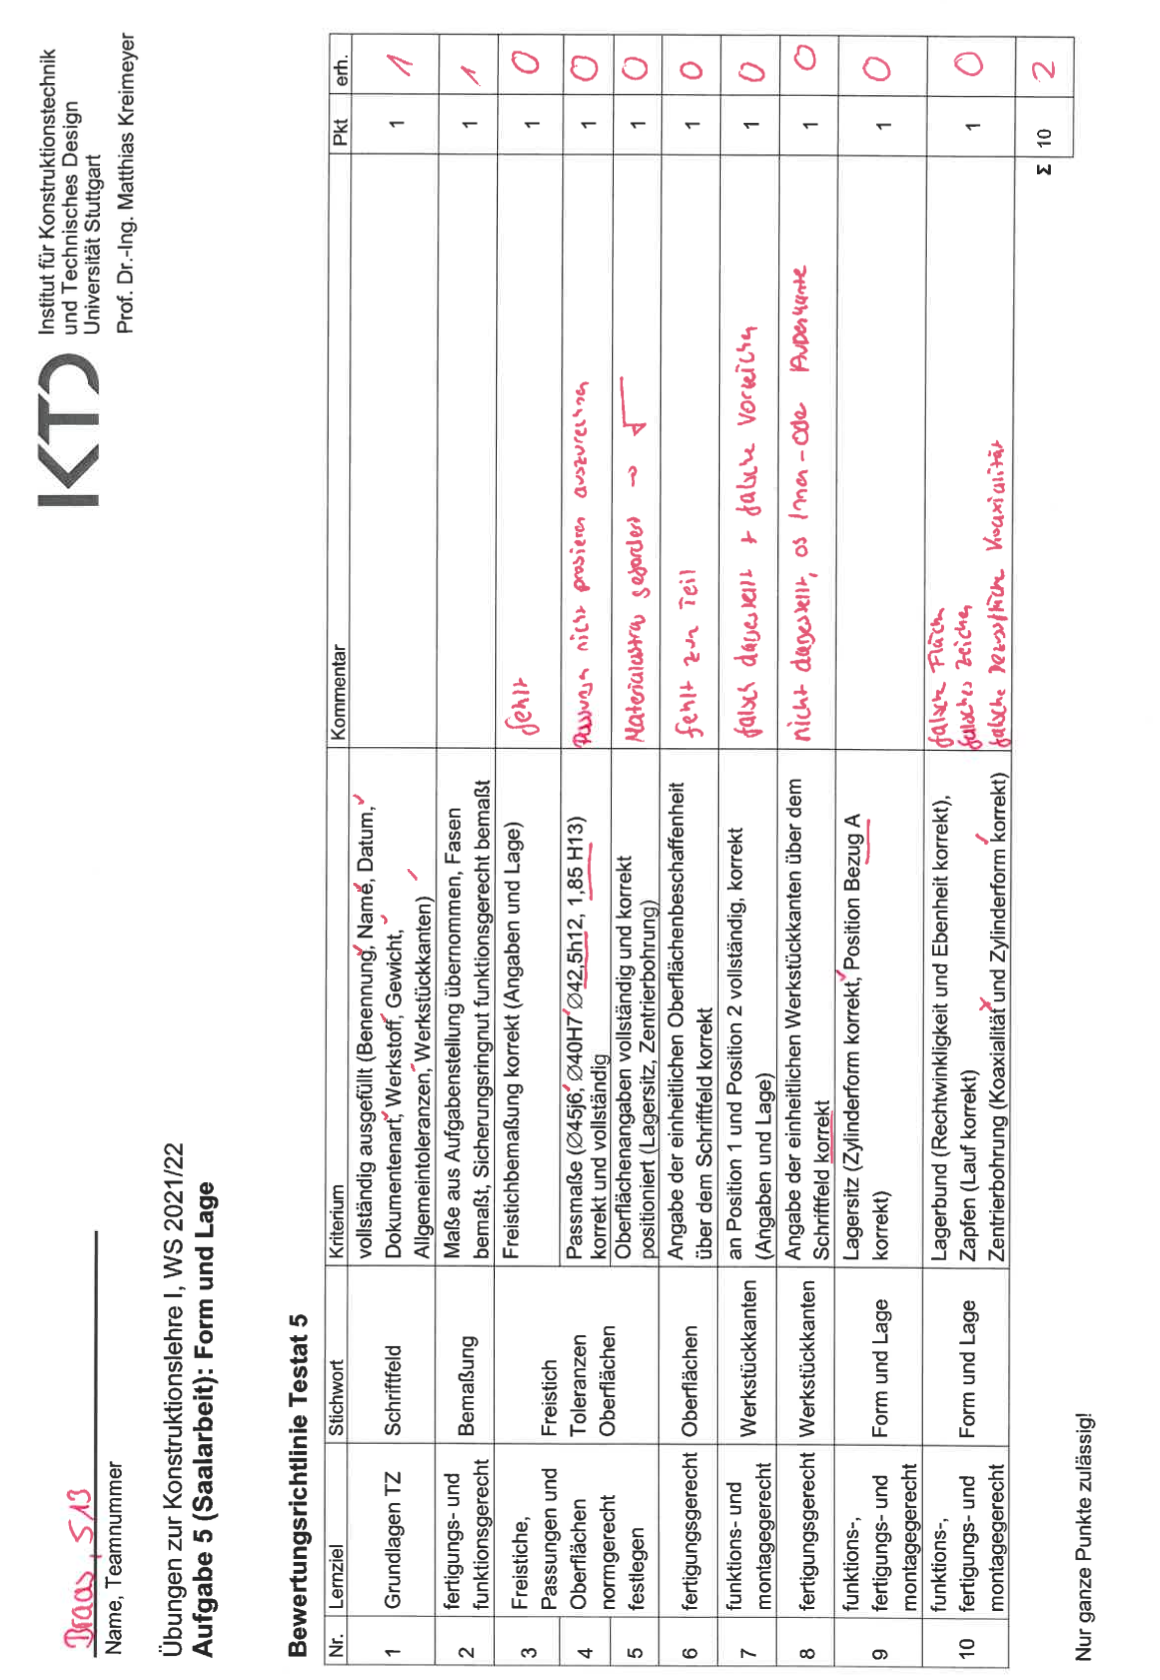 Braas, S13
Name, Teamnummer
KTD
Institut für Konstruktionstechnik
und Technisches Design
Universität Stuttgart
Prof. Dr.-Ing. Matthias Kreimeyer
Übungen zur Konstruktionslehre I, WS 2021/22
Aufgabe 5 (Saalarbeit): Form und Lage
Bewertungsrichtlinie Testat 5
Nr. Lernziel Stichwort Kriterium Kommentar Pkt erh.
1 Grundlagen TZ Schriftfeld vollständig ausgefüllt (Benennung, Name, Datum, 1 1
Dokumentenart, Werkstoff, Gewicht,
Allgemeintoleranzen, Werkstückkanten)
2 fertigungs- und Bemaßung Maße aus Aufgabenstellung übernommen, Fasen 1 1
funktionsgerecht bemaßt, Sicherungsringnut funktionsgerecht bemaßt
3 Freistiche, Freistich Freistichbemaßung korrekt (Angaben und Lage) fehlt 1 0
Passungen und
4 Oberflächen Toleranzen Passmaße (Ø45j6, Ø40H7 Ø42,5h12, 1,85 H13) Passungen nicht auszurechnen 1 0
normgerecht korrekt und vollständig
5 festlegen Oberflächen Oberflächenangaben vollständig und korrekt Materialabtrag gefordert → √ 1 0
positioniert (Lagersitz, Zentrierbohrung)
6 fertigungsgerecht Oberflächen Angabe der einheitlichen Oberflächenbeschaffenheit fehlt zum Teil 1 0
über dem Schriftfeld korrekt
7 funktions- und Werkstückkanten an Position 1 und Position 2 vollständig, korrekt falsch dargestellt + falsche Vorzeichen 1 0
montagegerecht (Angaben und Lage)
8 fertigungsgerecht Werkstückkanten Angabe der einheitlichen Werkstückkanten über dem nicht dargestellt, ob Innen- oder Außenkante 1 0
Schriftfeld korrekt
9 funktions-, Form und Lage Lagersitz (Zylinderform korrekt, Position Bezug A 1 0
fertigungs- und korrekt)
montagegerecht
10 funktions-, Form und Lage Lagerbund (Rechtwinkligkeit und Ebenheit korrekt), falsche Fläche 1 0
fertigungs- und Zapfen (Lauf korrekt) falsches Zeichen
montagegerecht Zentrierbohrung (Koaxialität und Zylinderform korrekt) falsche Koaxialität
Σ 10 2
Nur ganze Punkte zulässig!